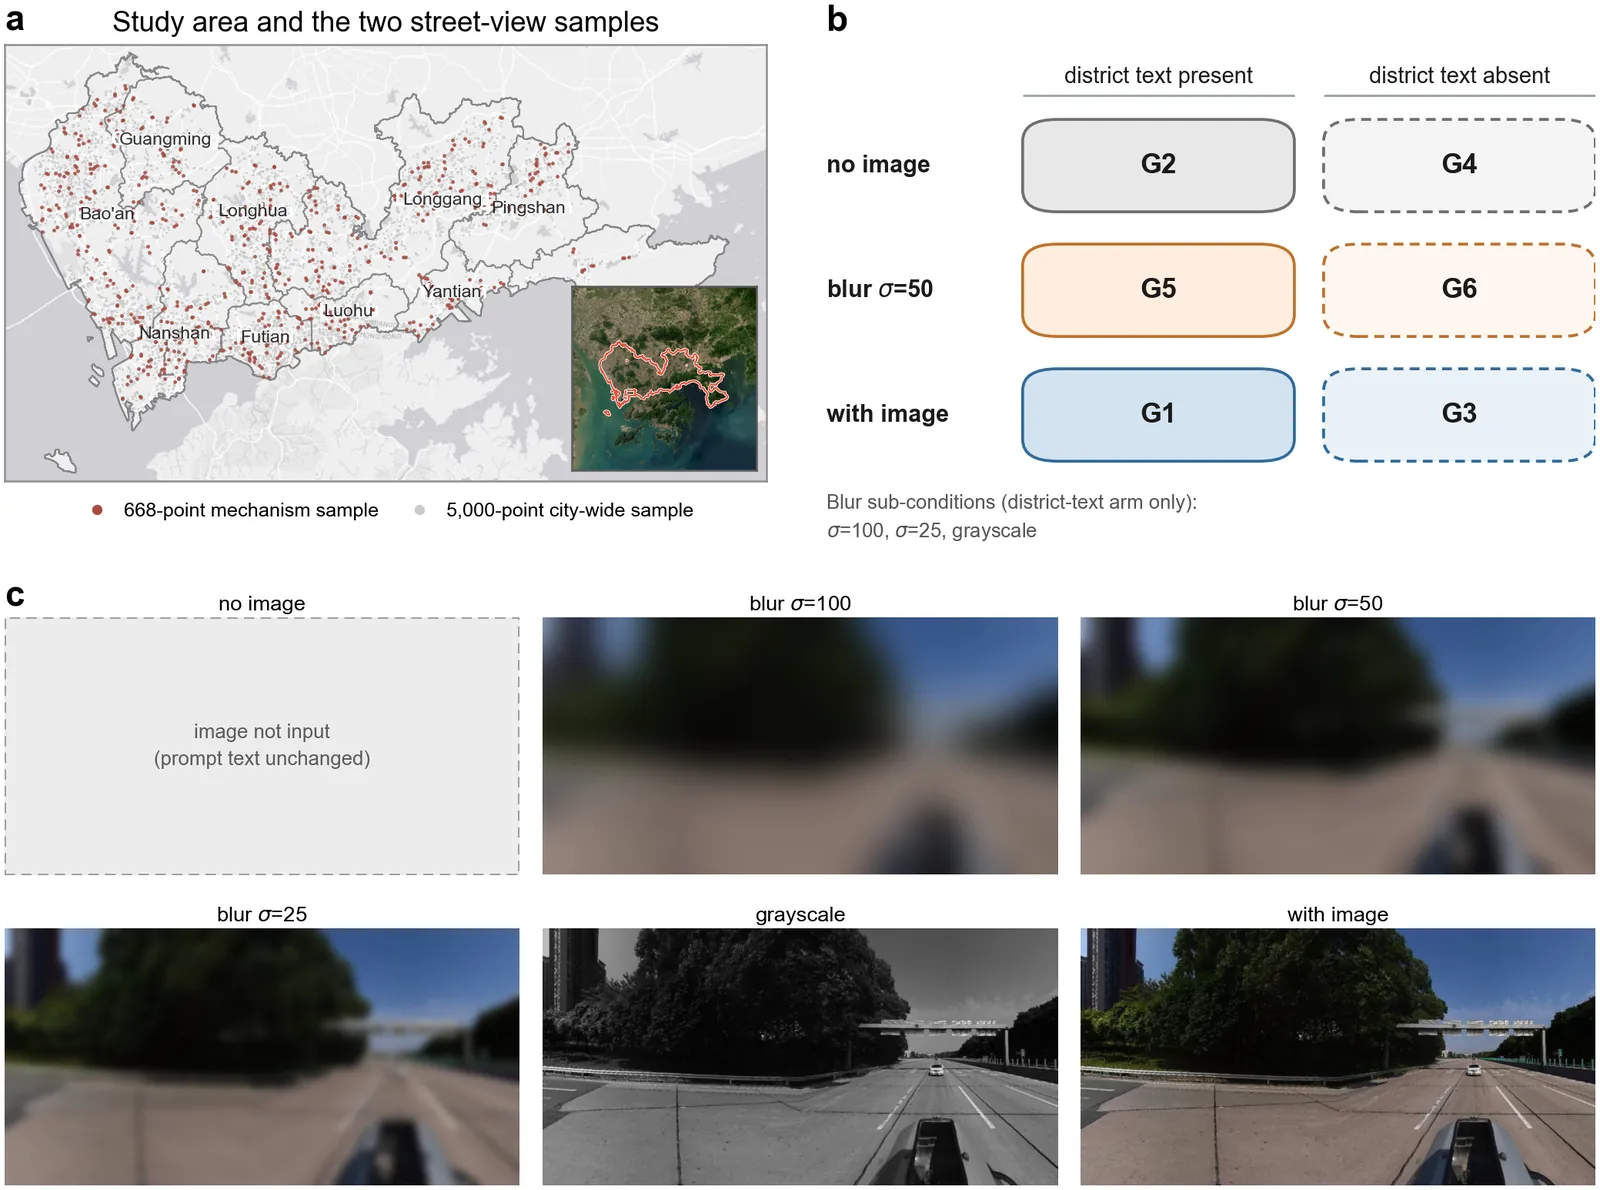 a
Study area and the two street-view samples
Guangming
Bao'an
Longhua
Longgang
Pingshan
Yantian
Luohu
Nanshan
Futian
HONG KONG
668-point mechanism sample
5,000-point city-wide sample
b
district text present
district text absent
no image
G2
G4
blur σ=50
G5
G6
with image
G1
G3
Blur sub-conditions (district-text arm only):
σ=100, σ=25, grayscale
c
no image
image not input
(prompt text unchanged)
blur σ=100
blur σ=50
blur σ=25
grayscale
with image